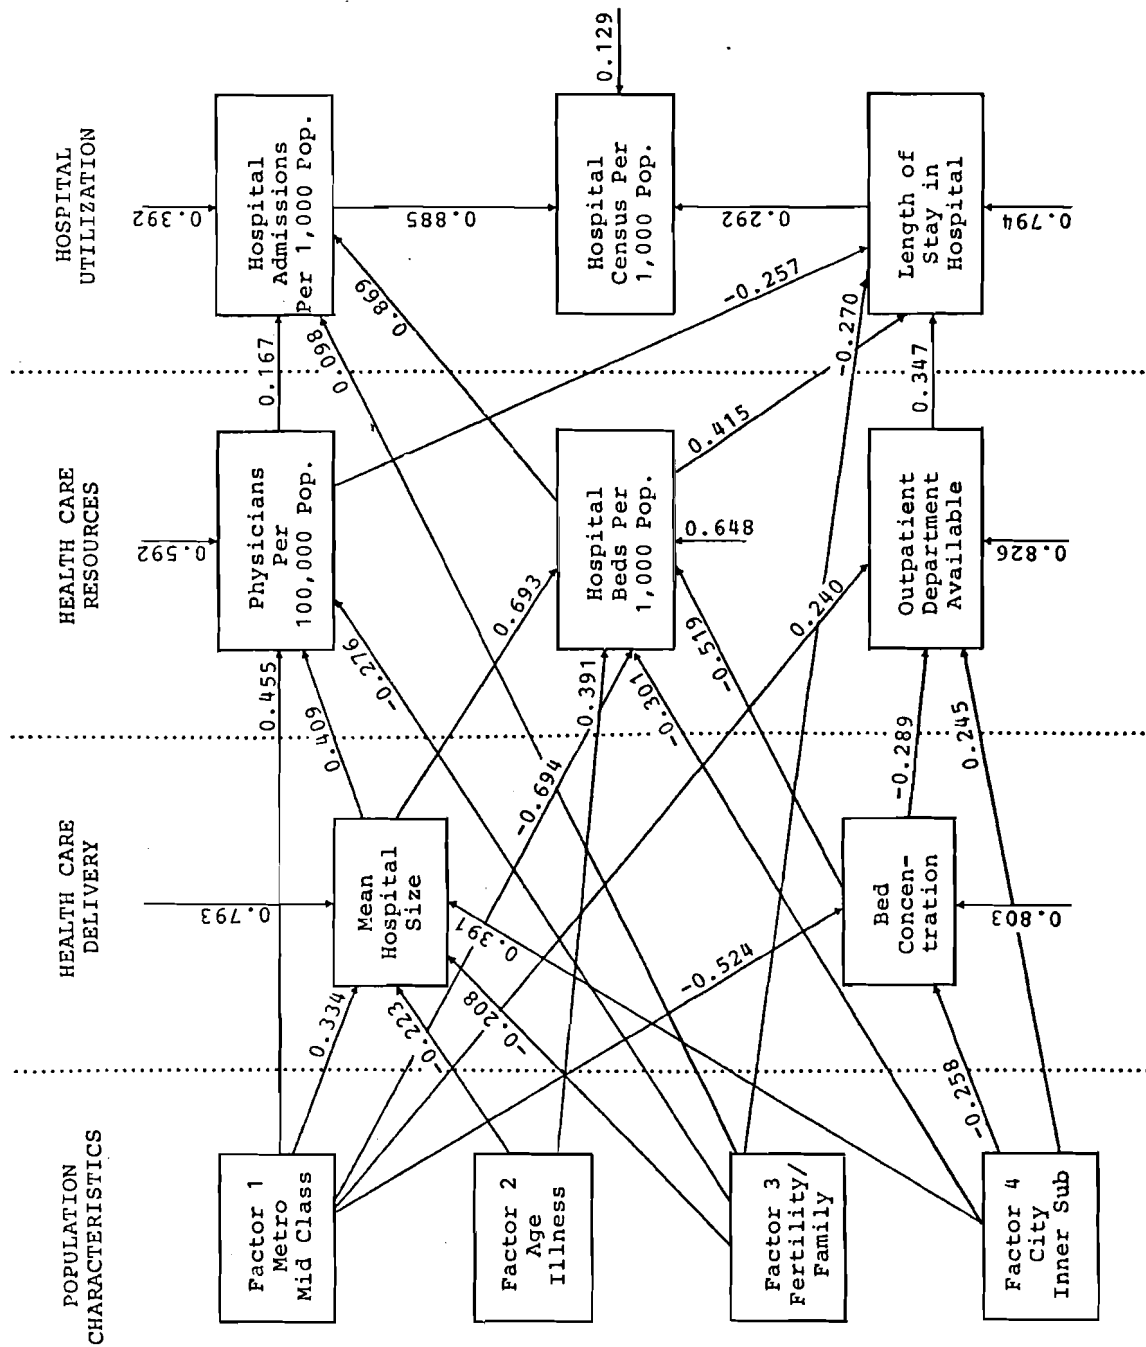 POPULATION
CHARACTERISTICS
HEALTH CARE
DELIVERY
HEALTH CARE
RESOURCES
HOSPITAL
UTILIZATION
Factor 1
Metro
Mid Class
Factor 2
Age
Illness
Factor 3
Fertility/
Family
Factor 4
City
Inner Sub
0.334
-0.223
-0.208
0.391
-0.524
-0.258
0.793
Mean
Hospital
Size
Bed
Concen-
tration
0.803
0.455
0.409
-0.276
0.693
-0.694
0.391
-0.301
-0.519
0.240
-0.289
0.245
0.592
Physicians
Per
100,000 Pop.
Hospital
Beds Per
1,000 Pop.
0.648
Outpatient
Department
Available
0.826
0.167
0.098
0.869
-0.257
0.415
-0.270
0.347
0.392
Hospital
Admissions
Per 1,000 Pop.
0.885
Hospital
Census Per
1,000 Pop.
0.129
0.292
Length of
Stay in
Hospital
0.794